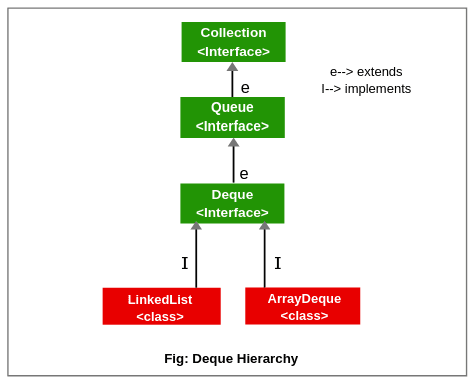 Collection
<Interface>
e--> extends
I--> implements
e
Queue
<Interface>
e
Deque
<Interface>
I
I
LinkedList
<class>
ArrayDeque
<class>
Fig: Deque Hierarchy